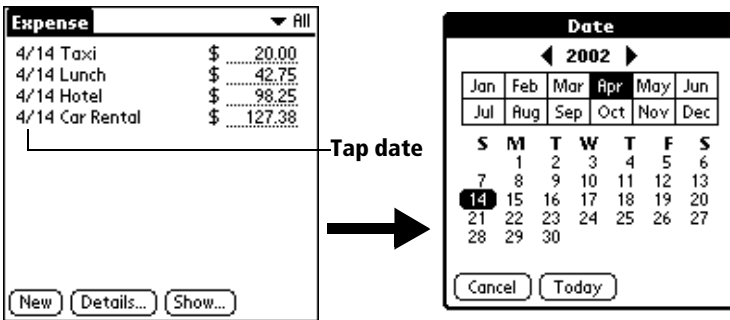 Expense
All
4/14 Taxi $ 20.00
4/14 Lunch $ 42.75
4/14 Hotel $ 98.25
4/14 Car Rental $ 127.38
New Details... Show...
Tap date
Date
2002
Jan Feb Mar Apr May Jun
Jul Aug Sep Oct Nov Dec
S M T W T F S
1 2 3 4 5 6
7 8 9 10 11 12 13
14 15 16 17 18 19 20
21 22 23 24 25 26 27
28 29 30
Cancel Today